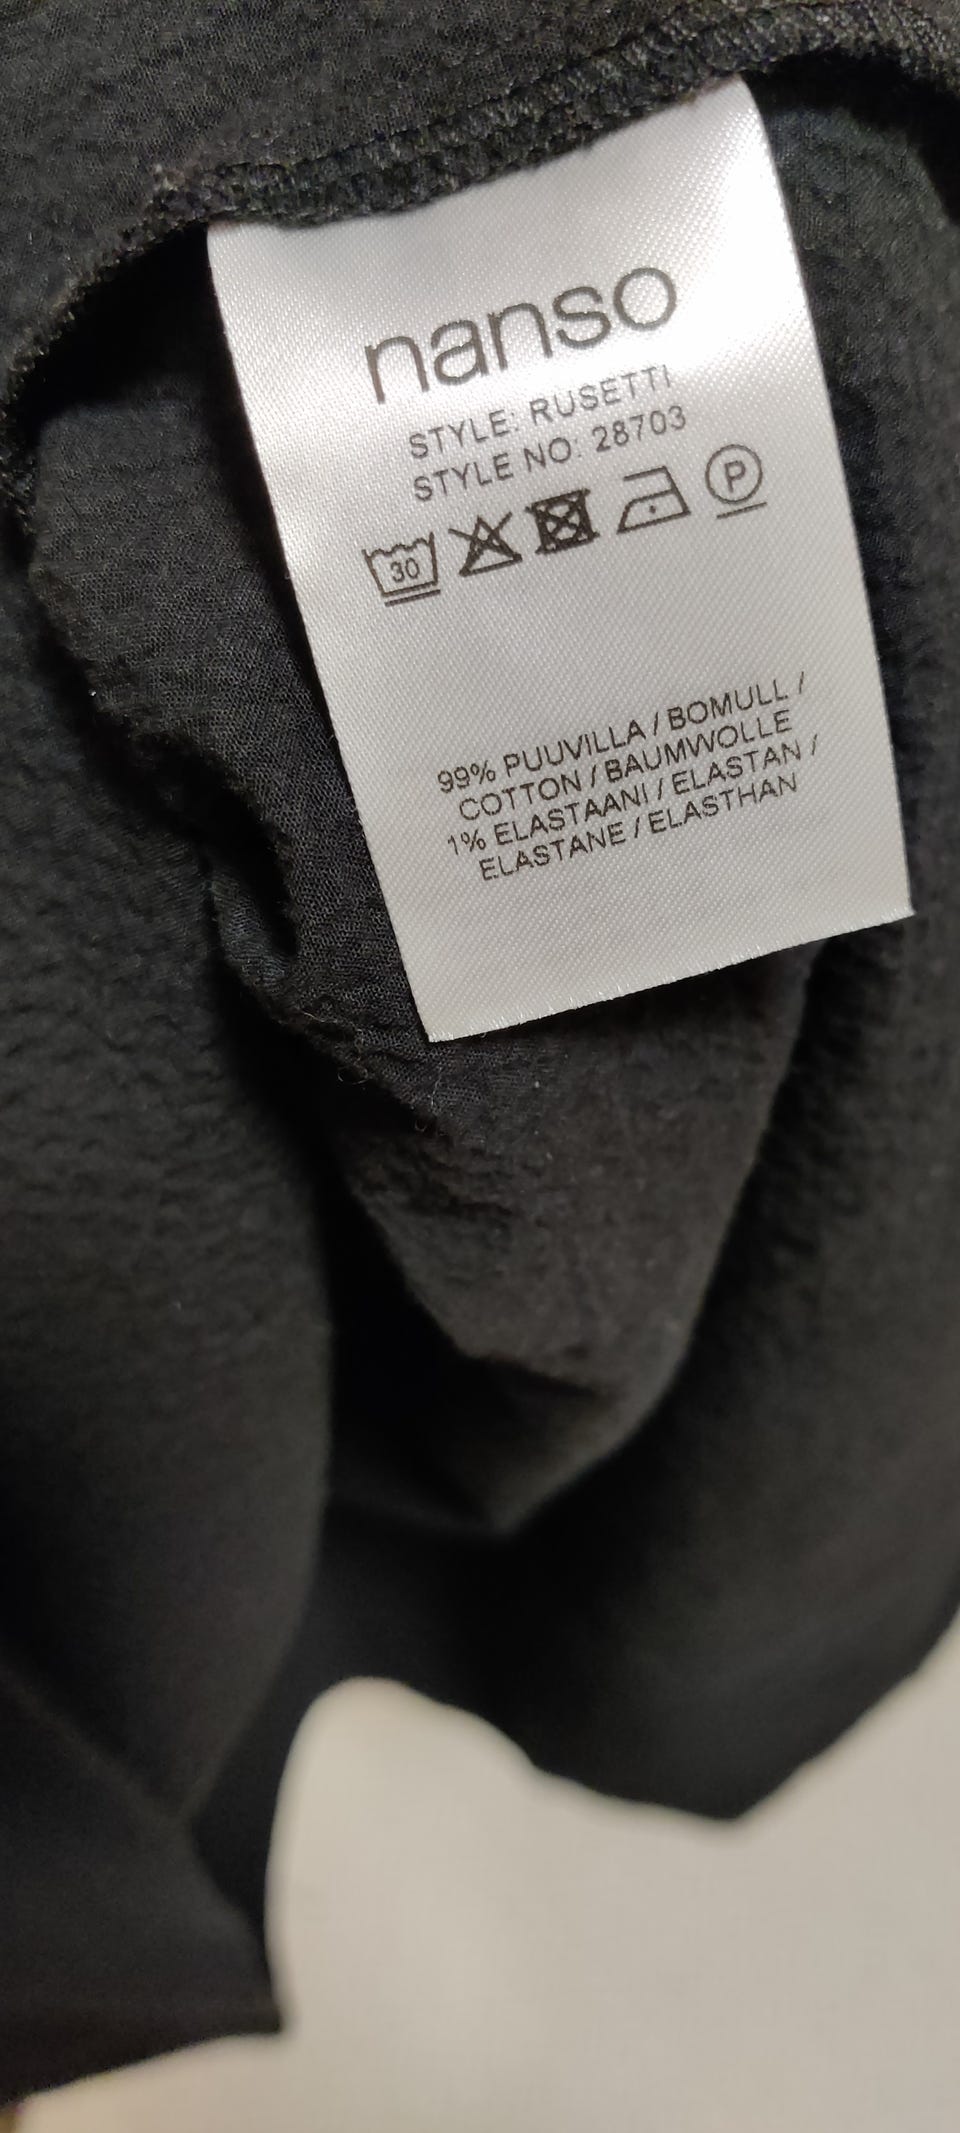 nanso
STYLE: RUSETTI
STYLE NO: 28703
30 P
99% PUUVILLA / BOMULL /
COTTON / BAUMWOLLE
1% ELASTAANI / ELASTAN /
ELASTANE / ELASTHAN